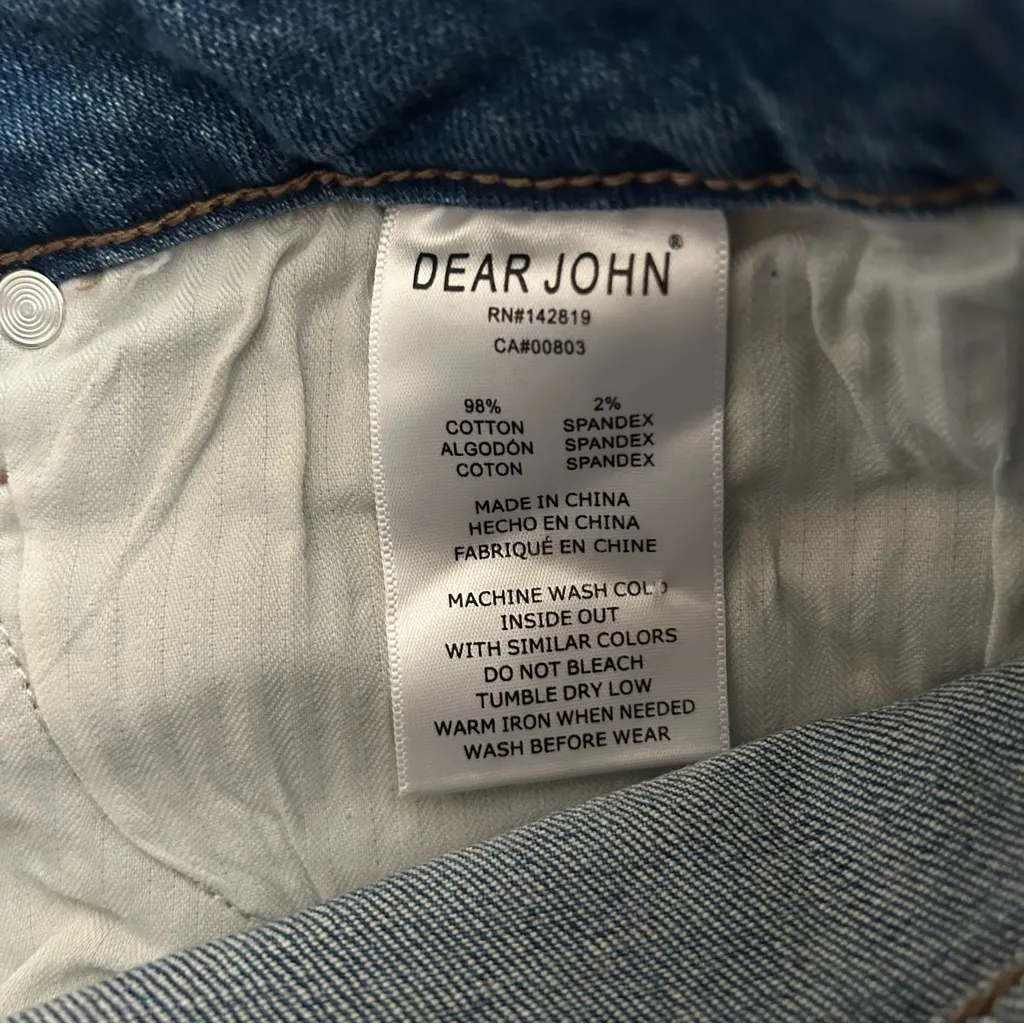 DEAR JOHN®
RN#142819
CA#00803
98% 2%
COTTON SPANDEX
ALGODÓN SPANDEX
COTON SPANDEX
MADE IN CHINA
HECHO EN CHINA
FABRIQUÉ EN CHINE
MACHINE WASH COLD
INSIDE OUT
WITH SIMILAR COLORS
DO NOT BLEACH
TUMBLE DRY LOW
WARM IRON WHEN NEEDED
WASH BEFORE WEAR